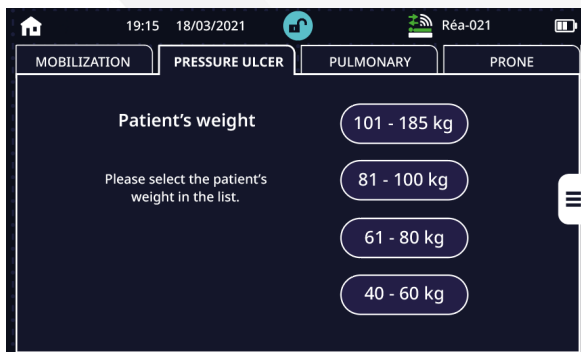 19:15 18/03/2021 Réa-021
MOBILIZATION PRESSURE ULCER PULMONARY PRONE
Patient's weight
Please select the patient's
weight in the list.
101 - 185 kg
81 - 100 kg
61 - 80 kg
40 - 60 kg